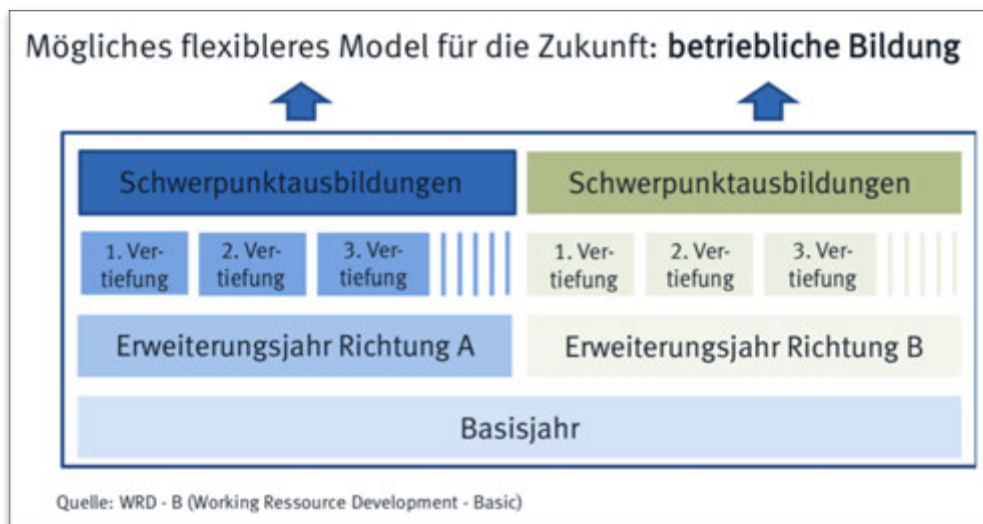 Mögliches flexibleres Model für die Zukunft: betriebliche Bildung
Schwerpunktausbildungen
Schwerpunktausbildungen
1. Ver-
tiefung
2. Ver-
tiefung
3. Ver-
tiefung
1. Ver-
tiefung
2. Ver-
tiefung
3. Ver-
tiefung
Erweiterungsjahr Richtung A
Erweiterungsjahr Richtung B
Basisjahr
Quelle: WRD - B (Working Ressource Development - Basic)